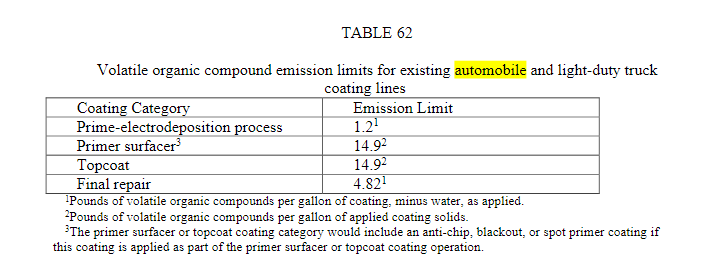 TABLE 62
Volatile organic compound emission limits for existing automobile and light-duty truck
coating lines
Coating Category Emission Limit
Prime-electrodeposition process 1.2¹
Primer surfacer³ 14.9²
Topcoat 14.9²
Final repair 4.82¹
¹Pounds of volatile organic compounds per gallon of coating, minus water, as applied.
²Pounds of volatile organic compounds per gallon of applied coating solids.
³The primer surfacer or topcoat coating category would include an anti-chip, blackout, or spot primer coating if
this coating is applied as part of the primer surfacer or topcoat coating operation.